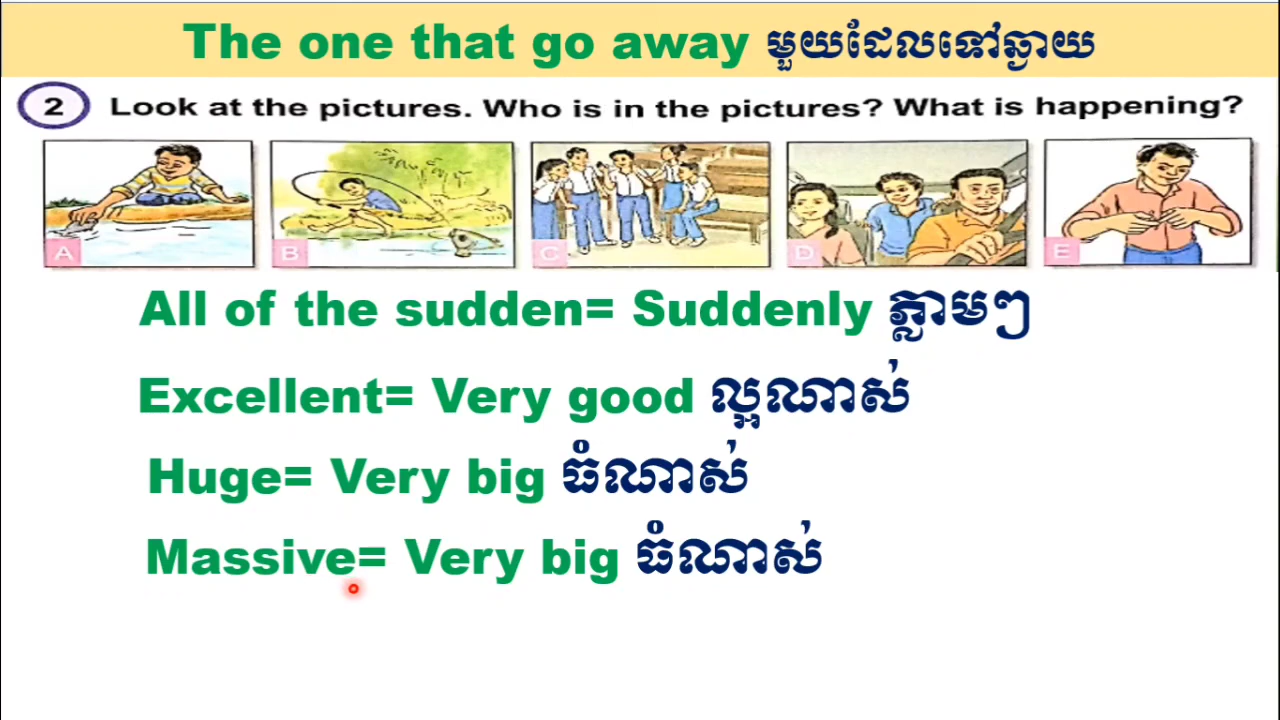 The one that go away មួយដែលទៅឆ្ងាយ
2 Look at the pictures. Who is in the pictures? What is happening?
A B C D E
All of the sudden= Suddenly ភ្លាមៗ
Excellent= Very good ល្អណាស់
Huge= Very big ធំណាស់
Massive= Very big ធំណាស់